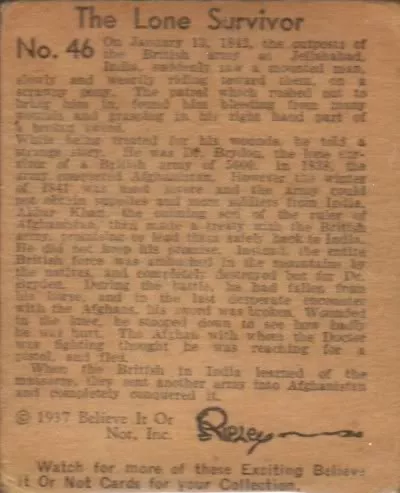 The Lone Survivor
No. 46
On January 13, 1842, the outposts of
the British army at Jellahabad,
India, suddenly saw a mounted man,
slowly and wearily riding toward them, on a
scrawny pony. The patrol which rushed out to
bring him in, found him bleeding from many
wounds and grasping in his right hand part of
a broken sword.
While being treated for his wounds, he told a
strange story. He was Dr. Brydon, the lone sur-
vivor of a British army of 5000. In 1838, the
army conquered Afghanistan. However the winter
of 1841 was most severe and the army could
not obtain supplies and more soldiers from India.
Akbar Khan, the cunning son of the ruler of
Afghanistan, then made a treaty with the British
army, promising to lead them safely back to India.
He did not keep his promise. Instead the entire
British force was ambushed in the mountains by
the natives, and completely destroyed but for Dr.
Brydon. During the battle, he had fallen from
his horse, and in the last desperate encounter
with the Afghans, his sword was broken. Wounded
in the knee, he stooped down to see how badly
he was hurt. The Afghan with whom the Doctor
was fighting thought he was reaching for a
pistol, and fled.
When the British in India learned of the
massacre, they sent another army into Afghanistan
and completely conquered it.
© 1937 Believe It Or
Not, Inc.
Ripley
Watch for more of these Exciting Believe
it Or Not Cards for your Collection.